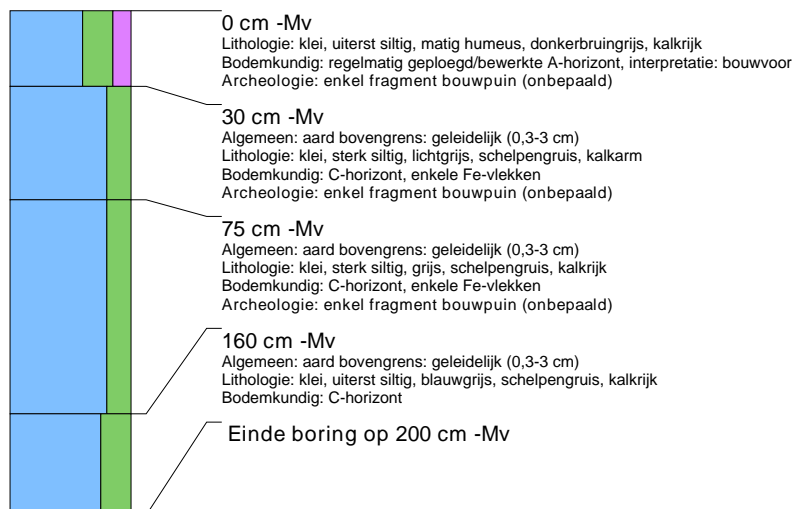 0 cm -Mv
Lithologie: klei, uiterst siltig, matig humeus, donkerbruingrijs, kalkrijk
Bodemkundig: regelmatig geploegd/bewerkte A-horizont, interpretatie: bouwvoor
Archeologie: enkel fragment bouwpuin (onbepaald)
30 cm -Mv
Algemeen: aard bovengrens: geleidelijk (0,3-3 cm)
Lithologie: klei, sterk siltig, lichtgrijs, schelpengruis, kalkarm
Bodemkundig: C-horizont, enkele Fe-vlekken
Archeologie: enkel fragment bouwpuin (onbepaald)
75 cm -Mv
Algemeen: aard bovengrens: geleidelijk (0,3-3 cm)
Lithologie: klei, sterk siltig, grijs, schelpengruis, kalkrijk
Bodemkundig: C-horizont, enkele Fe-vlekken
Archeologie: enkel fragment bouwpuin (onbepaald)
160 cm -Mv
Algemeen: aard bovengrens: geleidelijk (0,3-3 cm)
Lithologie: klei, uiterst siltig, blauwgrijs, schelpengruis, kalkrijk
Bodemkundig: C-horizont
Einde boring op 200 cm -Mv